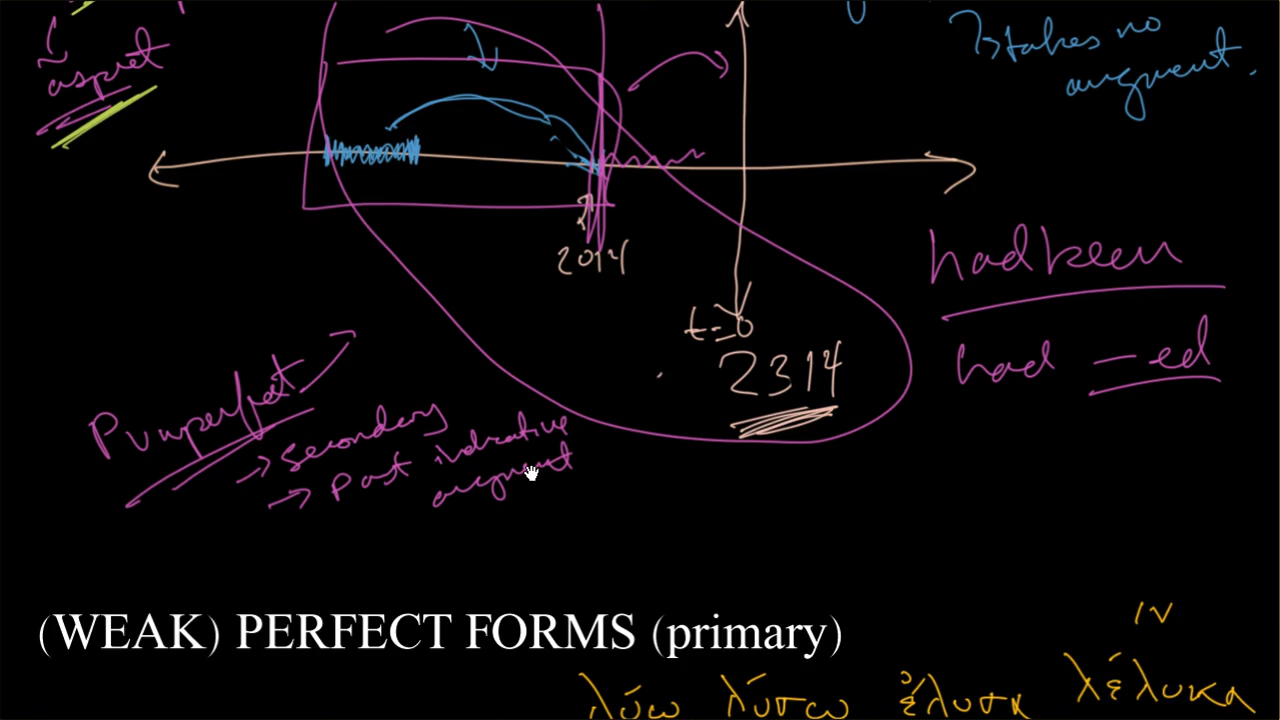 aspect
takes no
augment.
2014
had been
had -ed
t=0
2314
Pluperfect
→ Secondary
→ Past indicative
augment
(WEAK) PERFECT FORMS (primary)
IV
λύω λύσω ἔλυσα λέλυκα